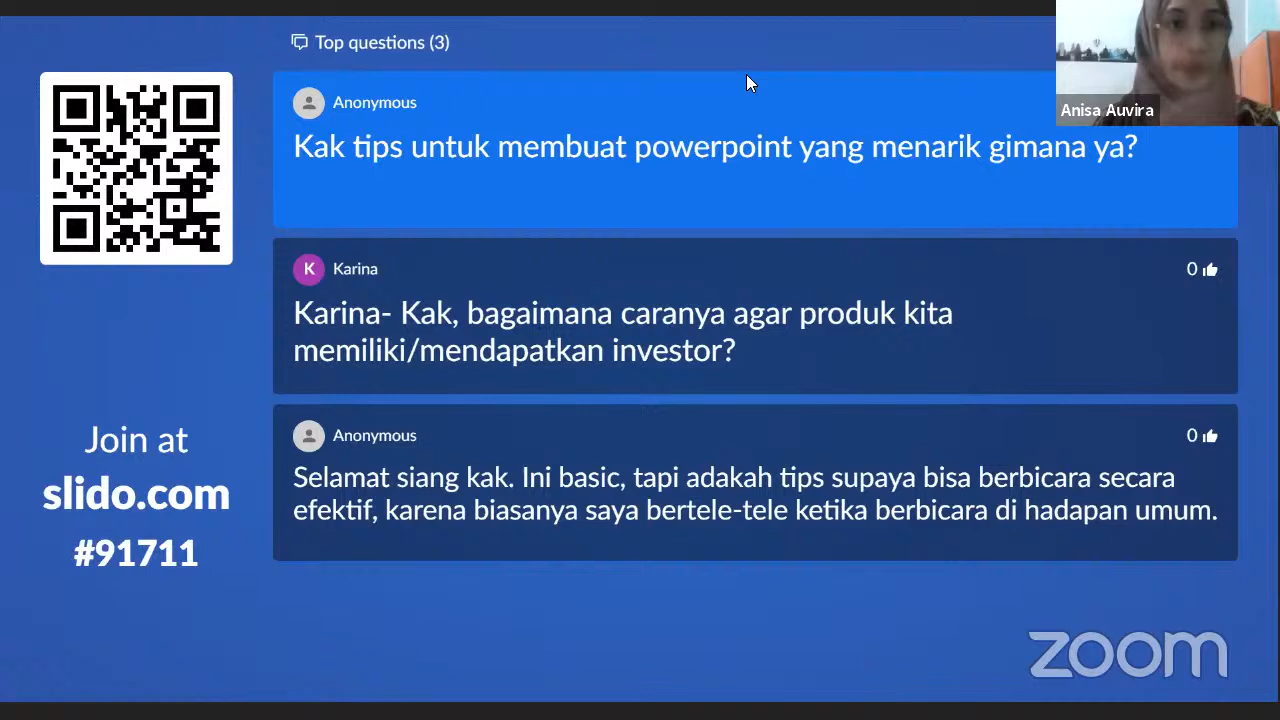 Top questions (3)
Anonymous
Kak tips untuk membuat powerpoint yang menarik gimana ya?
Anisa Auvira
K
Karina
0
Karina- Kak, bagaimana caranya agar produk kita
memiliki/mendapatkan investor?
Anonymous
0
Selamat siang kak. Ini basic, tapi adakah tips supaya bisa berbicara secara
efektif, karena biasanya saya bertele-tele ketika berbicara di hadapan umum.
Join at
slido.com
#91711
zoom